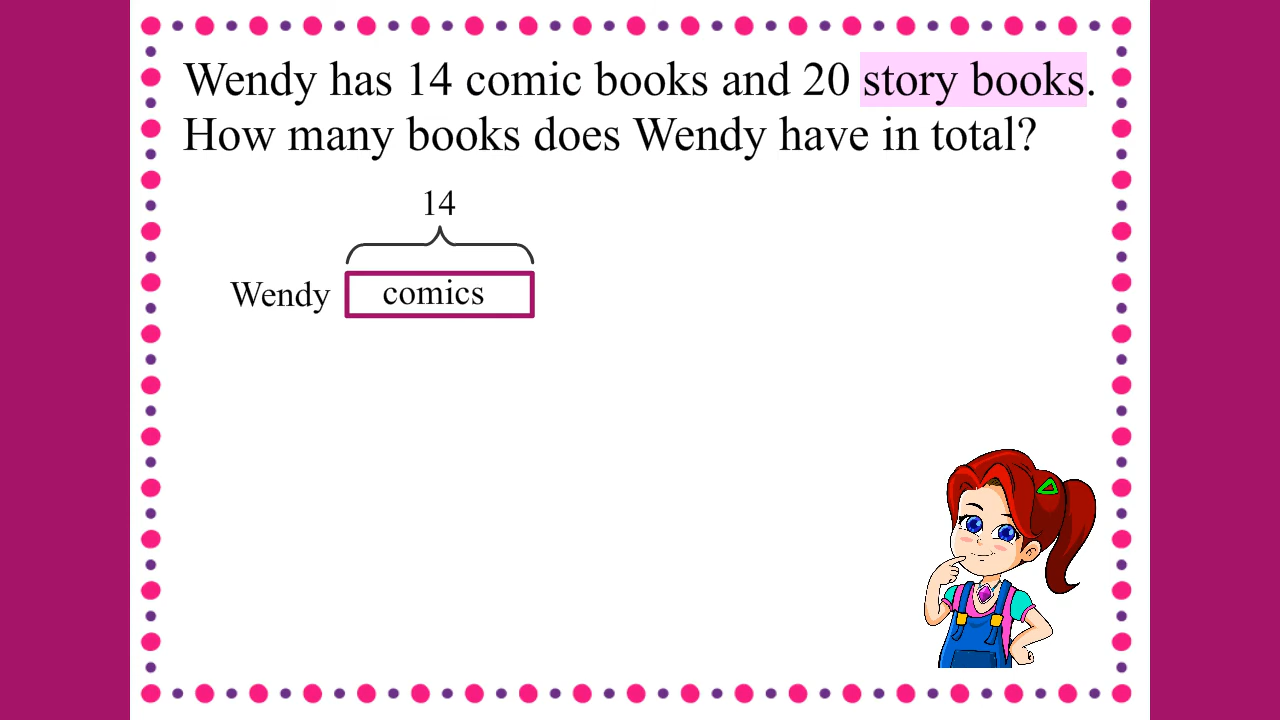 Wendy has 14 comic books and 20 story books.
How many books does Wendy have in total?
14
Wendy comics